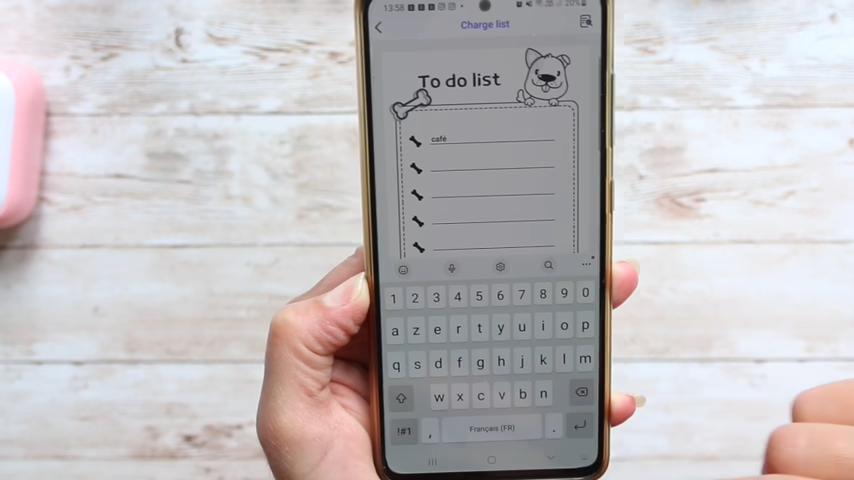 13:58
20%
Charge list
To do list
café
1 2 3 4 5 6 7 8 9 0
a z e r t y u i o p
q s d f g h j k l m
w x c v b n
!#1 , Français (FR) .